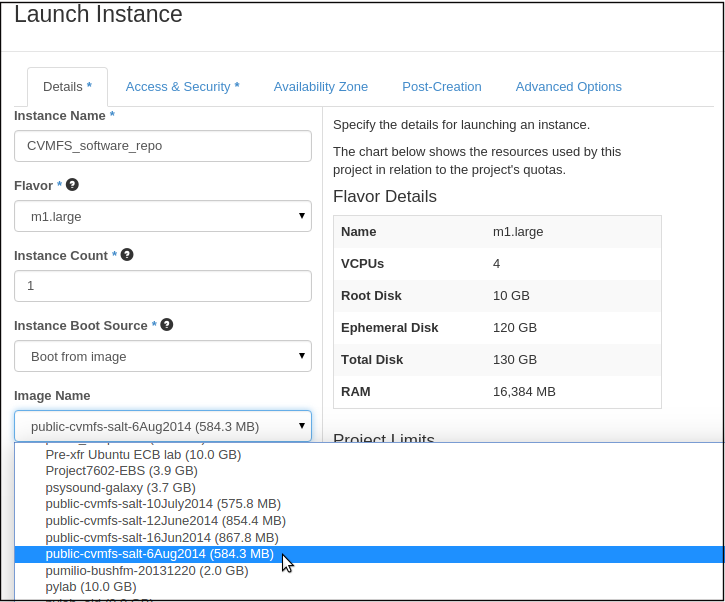 Launch Instance
Details *
Access & Security *
Availability Zone
Post-Creation
Advanced Options
Instance Name *
CVMFS_software_repo
Flavor * ?
m1.large
Instance Count * ?
1
Instance Boot Source * ?
Boot from image
Image Name
public-cvmfs-salt-6Aug2014 (584.3 MB)
Pre-xfr Ubuntu ECB lab (10.0 GB)
Project7602-EBS (3.9 GB)
psysound-galaxy (3.7 GB)
public-cvmfs-salt-10July2014 (575.8 MB)
public-cvmfs-salt-12June2014 (854.4 MB)
public-cvmfs-salt-16Jun2014 (867.8 MB)
public-cvmfs-salt-6Aug2014 (584.3 MB)
pumilio-bushfm-20131220 (2.0 GB)
pylab (10.0 GB)
Specify the details for launching an instance.
The chart below shows the resources used by this
project in relation to the project's quotas.
Flavor Details
Name m1.large
VCPUs 4
Root Disk 10 GB
Ephemeral Disk 120 GB
Total Disk 130 GB
RAM 16,384 MB
Project Limits